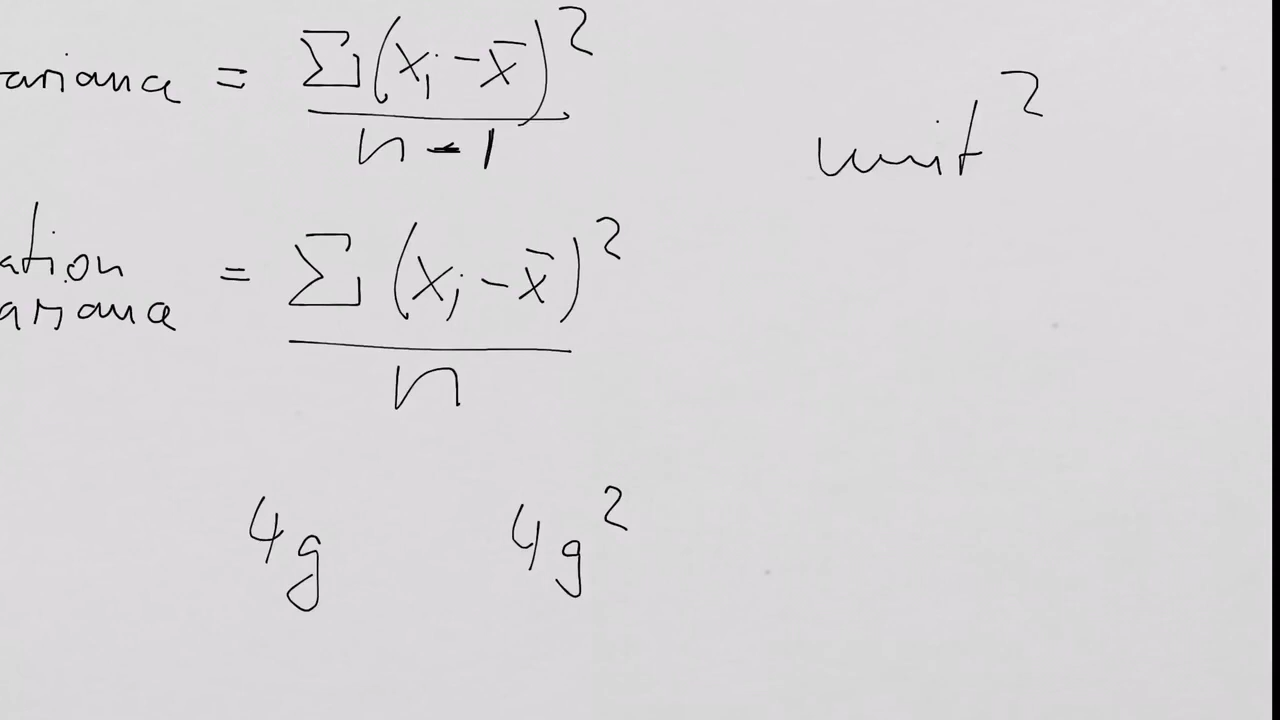 ariance = Σ(xᵢ - x̄)² / n - 1
unit²
ation
ariance = Σ (xᵢ - x̄)² / n
4g 4g²